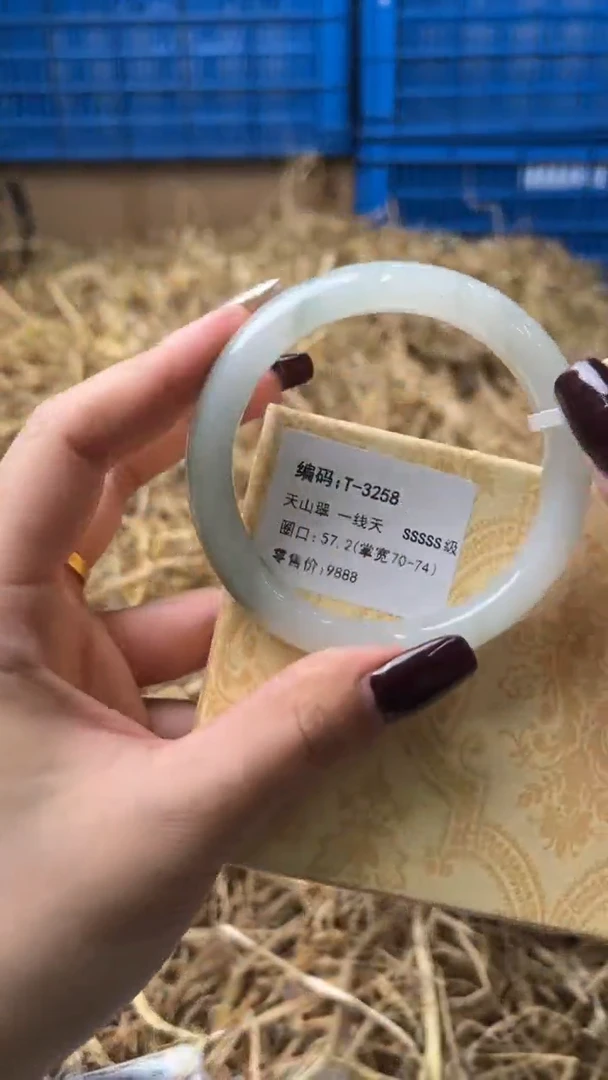 编码:T-3258
天山翠 一线天 SSSSS级
圈口:57.2(掌宽70-74)
零售价:9888